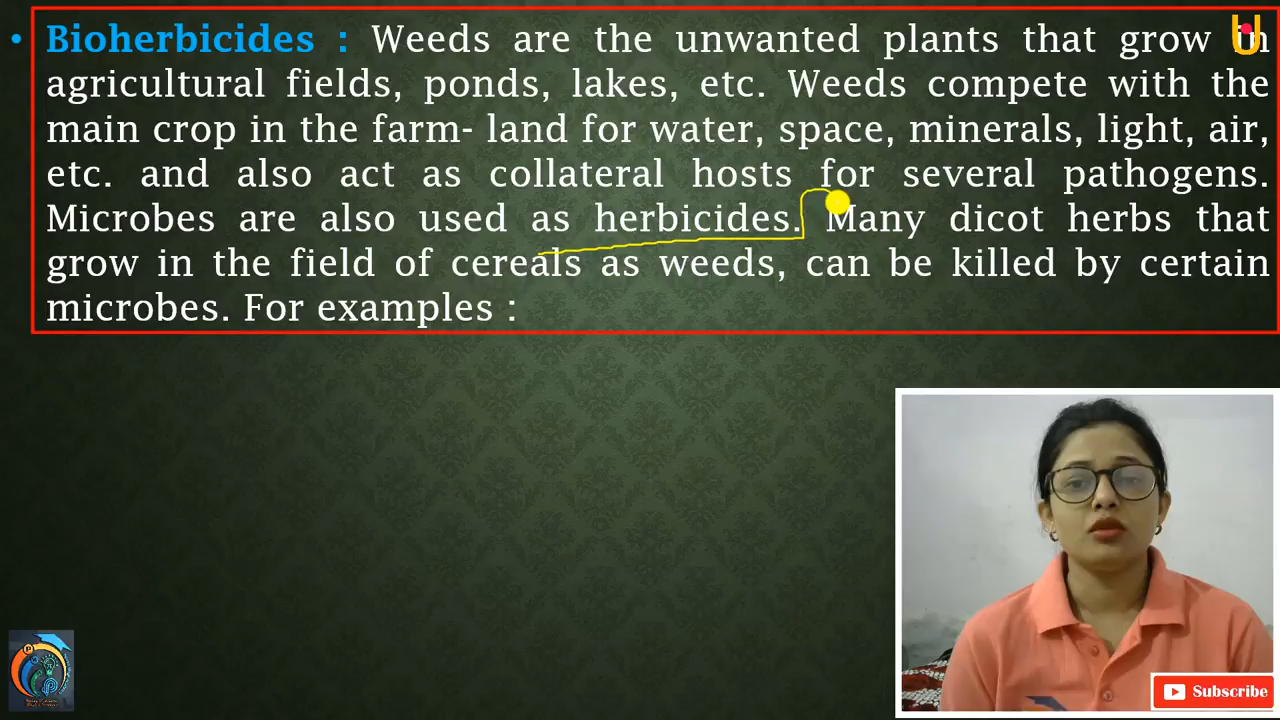 • Bioherbicides : Weeds are the unwanted plants that grow in
agricultural fields, ponds, lakes, etc. Weeds compete with the
main crop in the farm- land for water, space, minerals, light, air,
etc. and also act as collateral hosts for several pathogens.
Microbes are also used as herbicides. Many dicot herbs that
grow in the field of cereals as weeds, can be killed by certain
microbes. For examples :
Subscribe